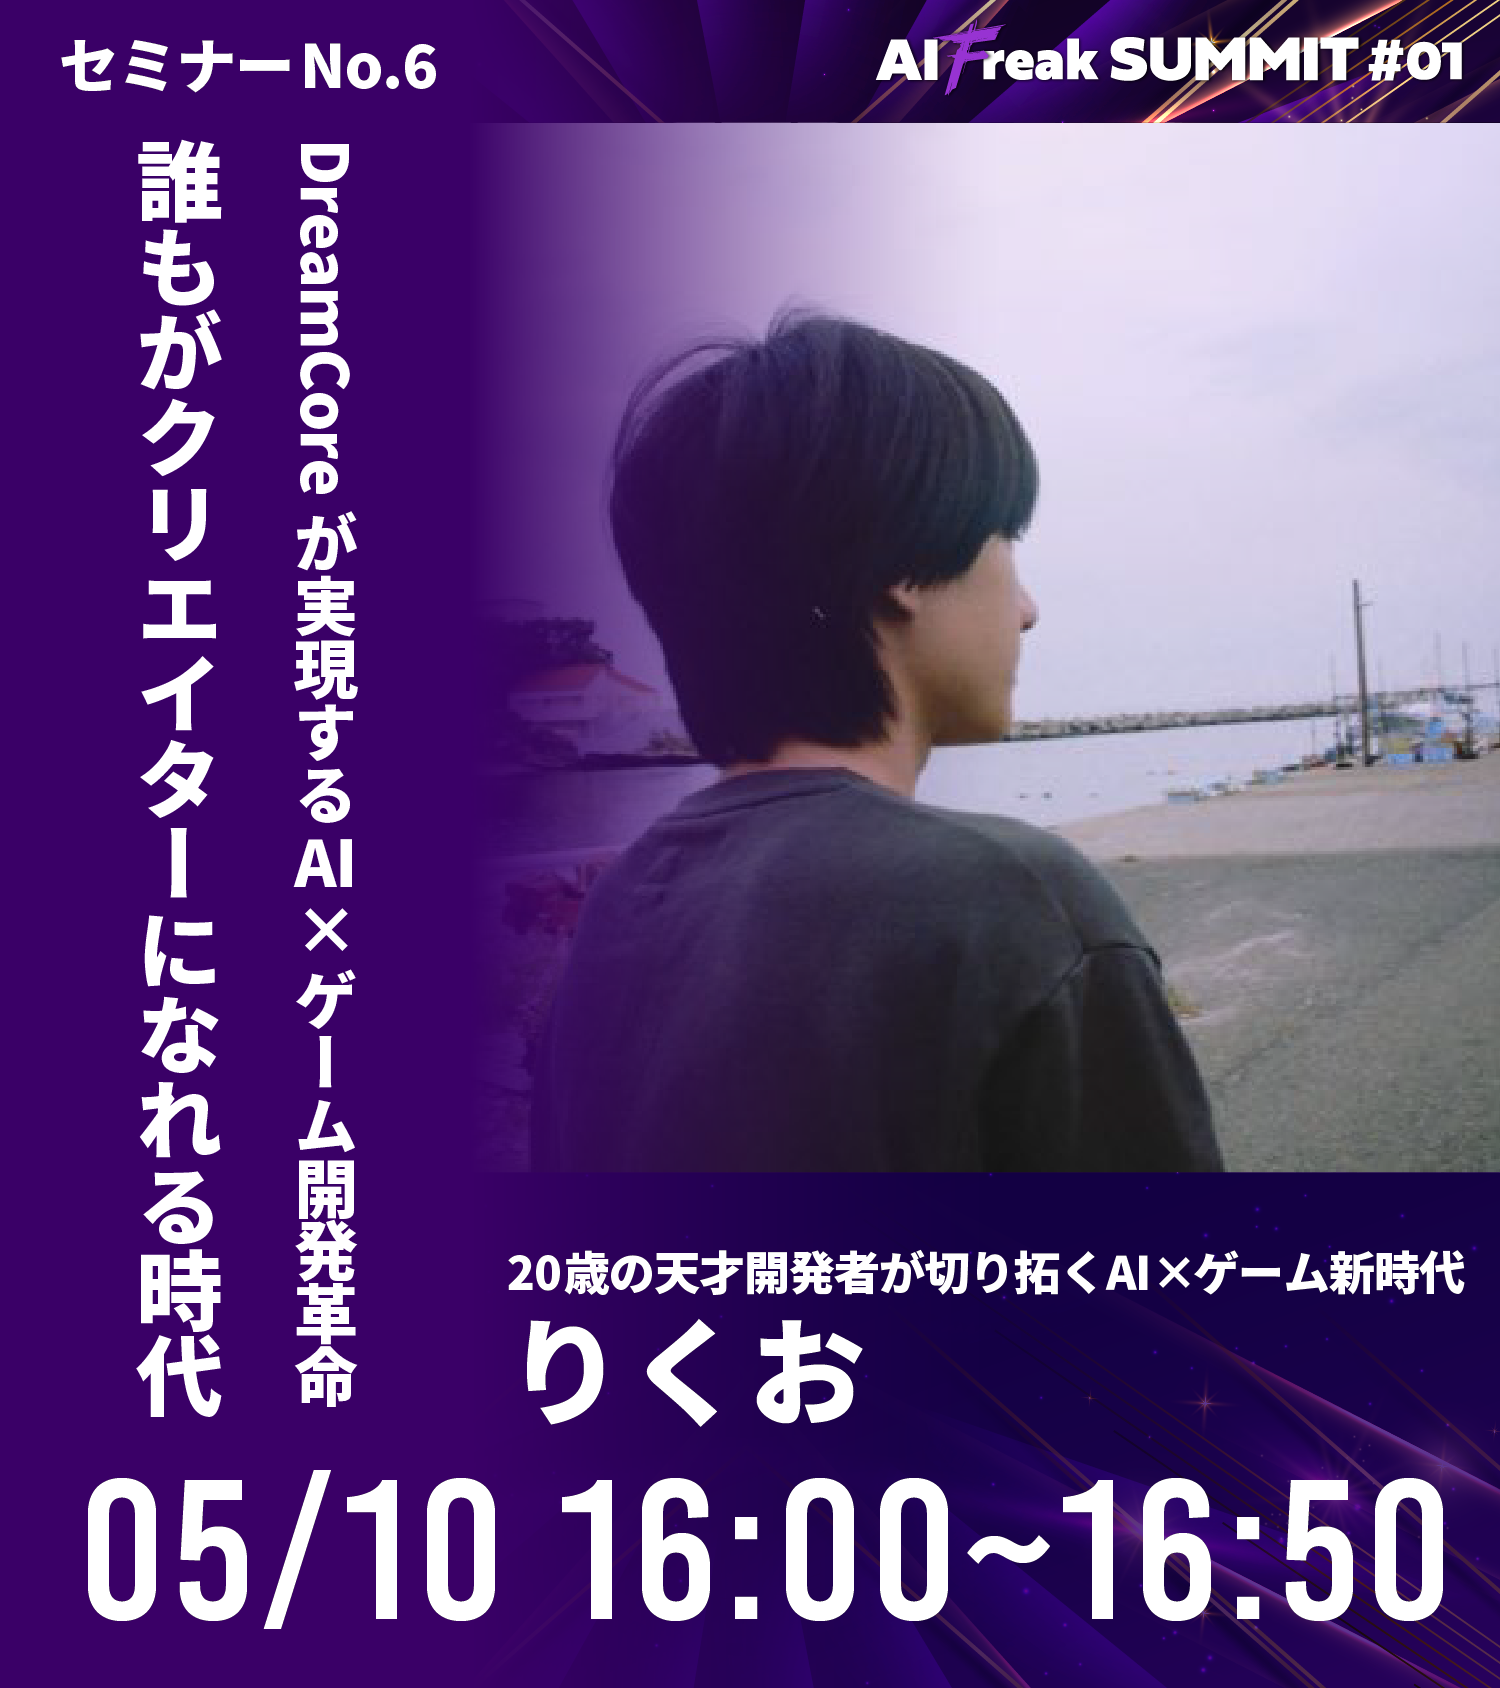 セミナーNo.6
AI Freak SUMMIT #01
DreamCore が実現する AI × ゲーム開発革命
誰もがクリエイターになれる時代
20歳の天才開発者が切り拓くAI×ゲーム新時代
りくお
05/10 16:00~16:50